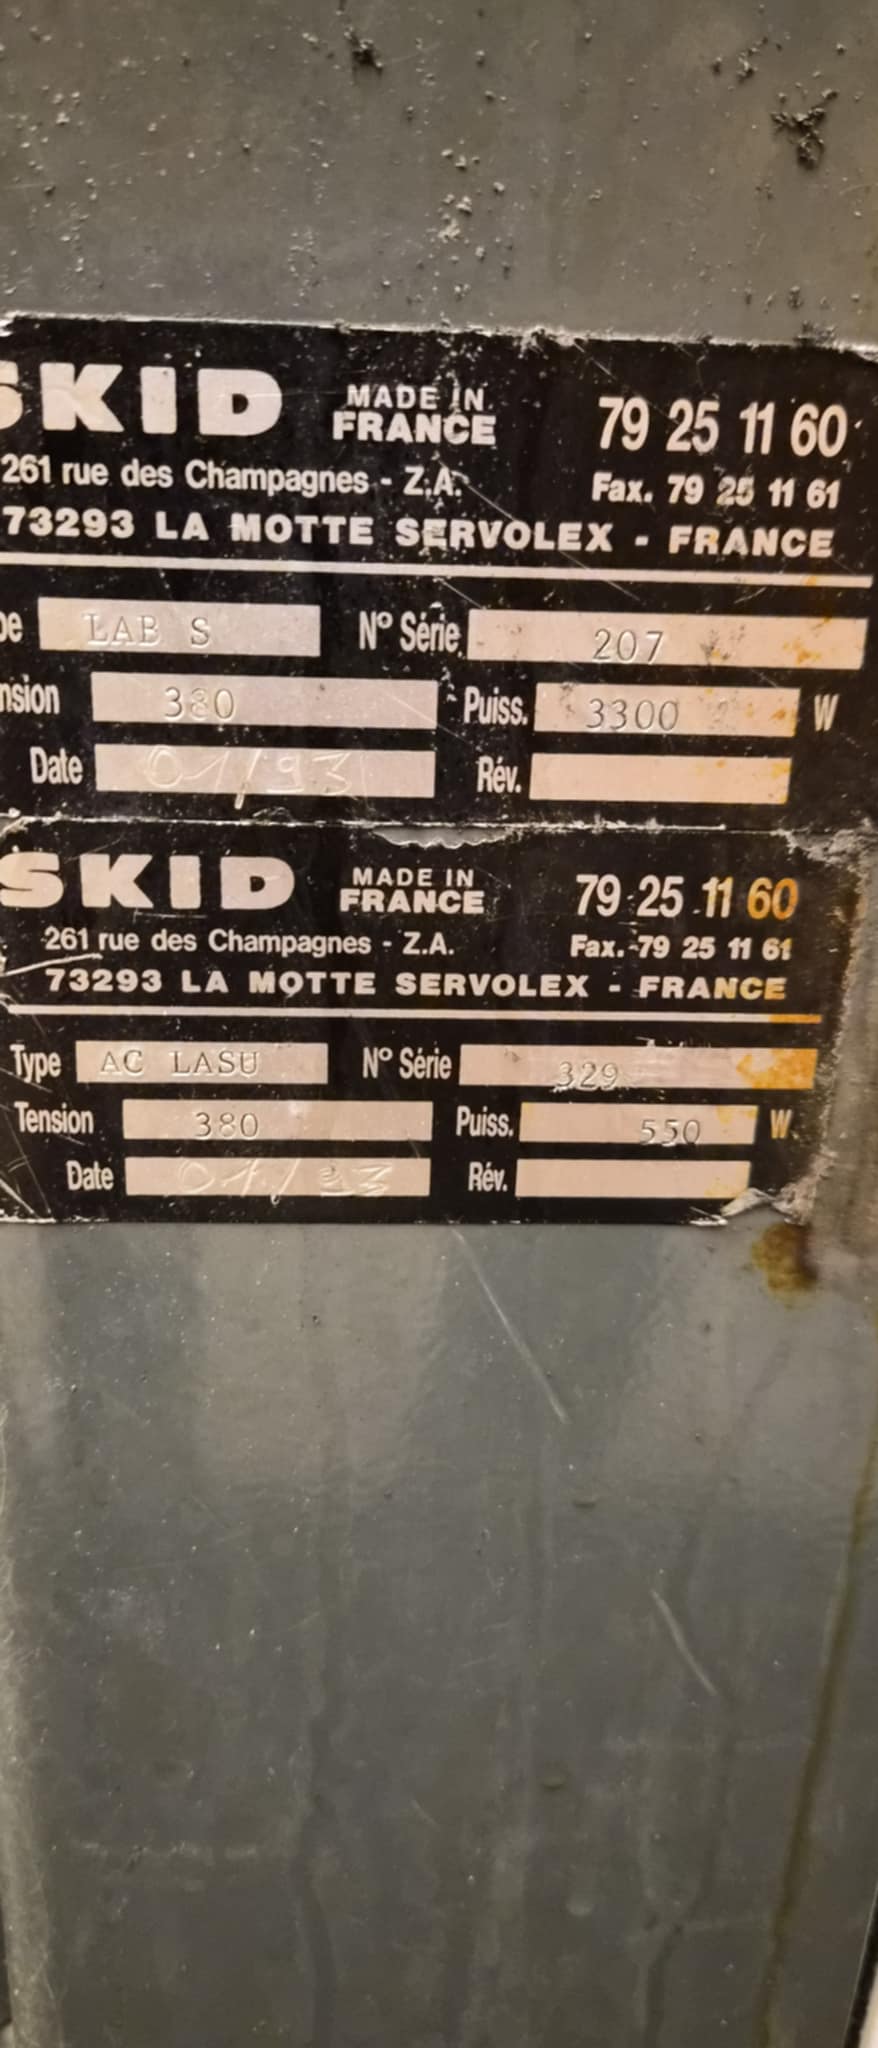 SKID MADE IN FRANCE 79 25 11 60
261 rue des Champagnes - Z.A. Fax. 79 25 11 61
73293 LA MOTTE SERVOLEX - FRANCE
pe LAB S N° Série 207
nsion 380 Puiss. 3300 W
Date 01/93 Rév.
SKID MADE IN FRANCE 79 25 11 60
261 rue des Champagnes - Z.A. Fax. 79 25 11 61
73293 LA MOTTE SERVOLEX - FRANCE
Type AC LASU N° Série 329
Tension 380 Puiss. 550 W
Date 01/93 Rév.